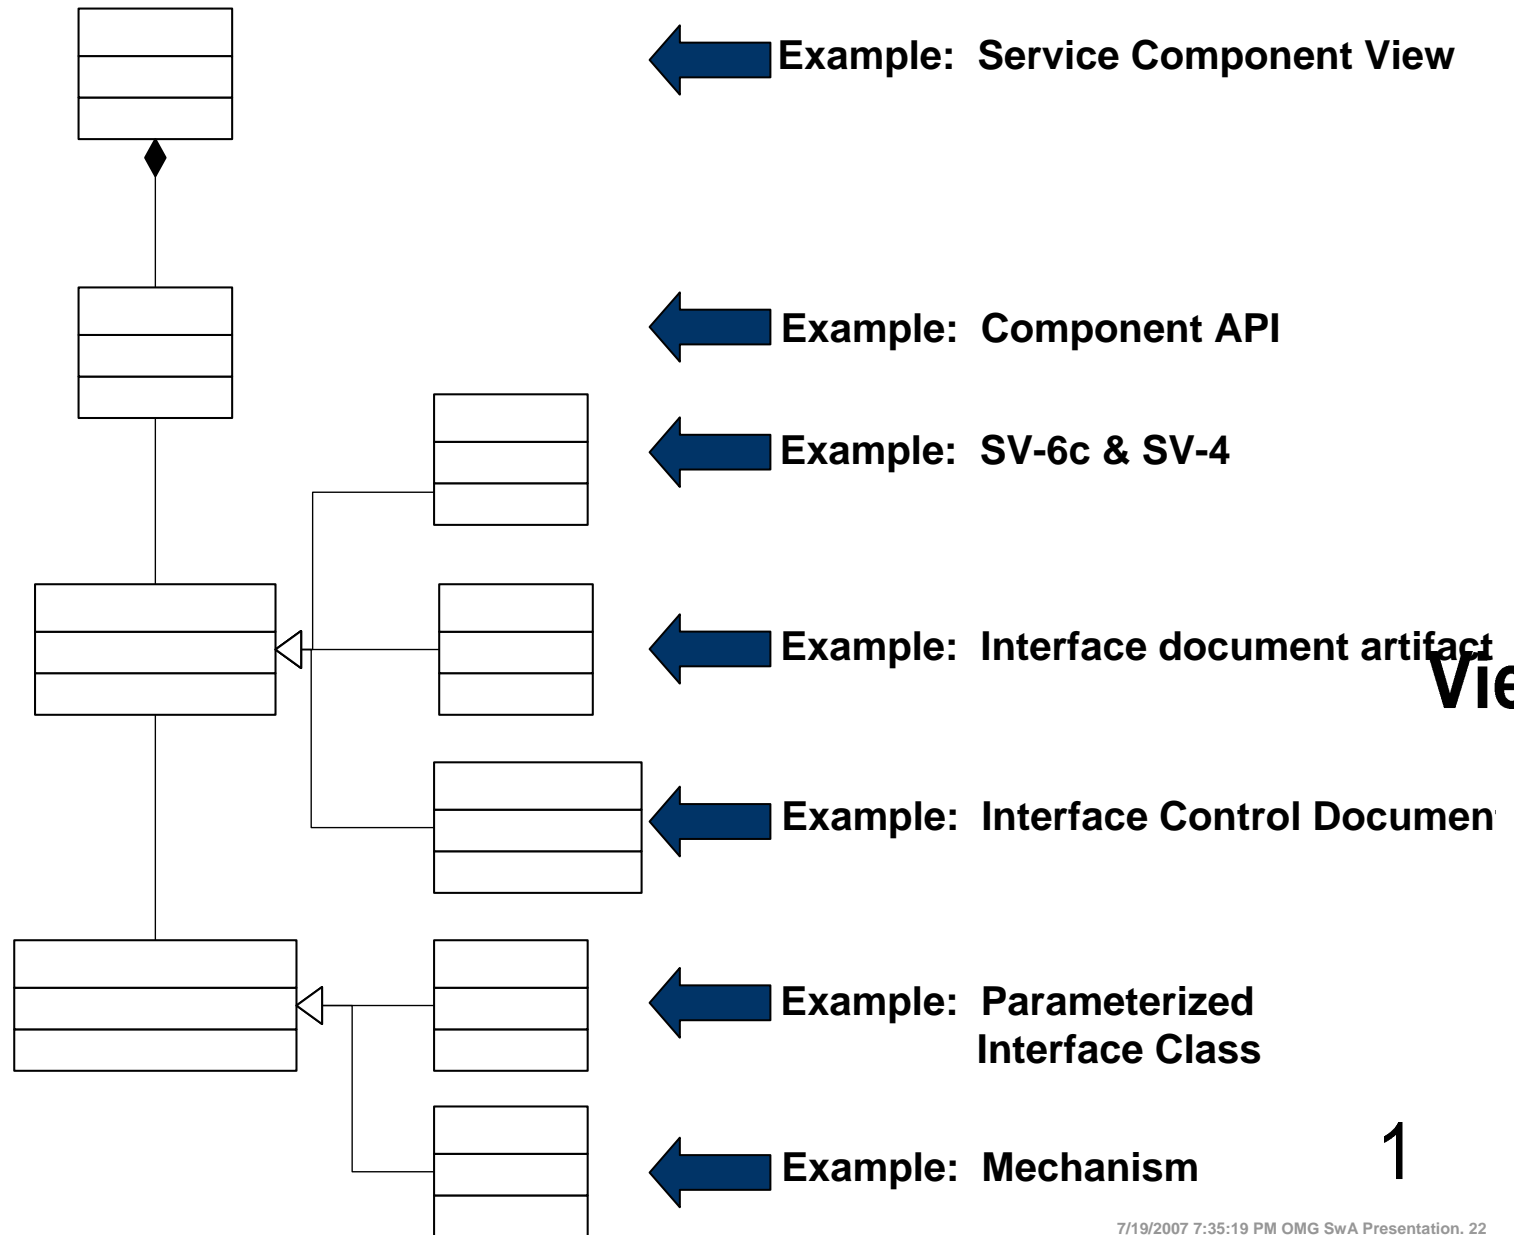 Example: Service Component View
Example: Component API
Example: SV-6c & SV-4
Example: Interface document artifact
Example: Interface Control
Example: Parameterized
Interface Class
1
Example: Mechanism
7/19/2007 7:35:19 PM OMG SwA Presentation. 22